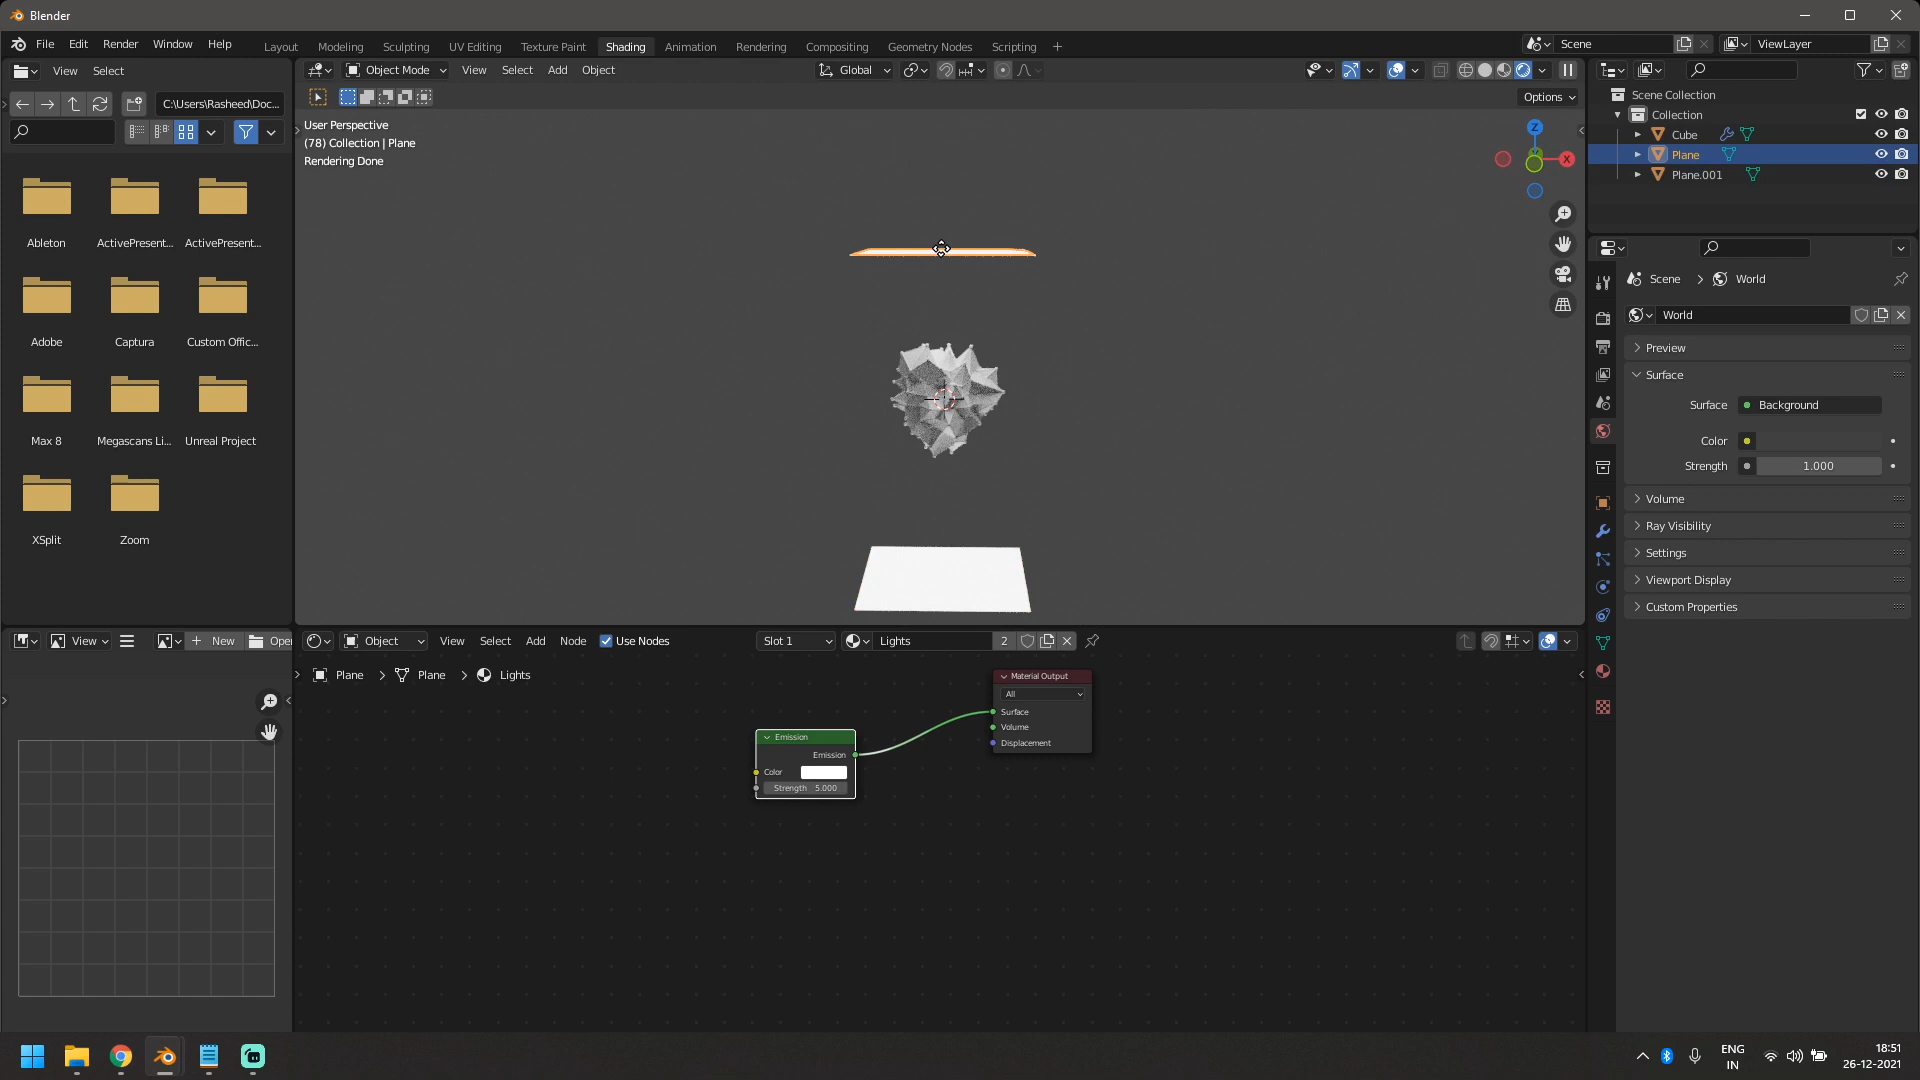 Blender
File Edit Render Window Help
Layout Modeling Sculpting UV Editing Texture Paint Shading Animation Rendering Compositing Geometry Nodes Scripting +
Scene
ViewLayer
View Select
Object Mode View Select Add Object
Global
Options
C:\Users\Rasheed\Doc...
User Perspective
(78) Collection | Plane
Rendering Done
Z
X
Ableton
ActivePresent...
ActivePresent...
Adobe
Captura
Custom Offic...
Max 8
Megascans Li...
Unreal Project
XSplit
Zoom
Scene Collection
Collection
Cube
Plane
Plane.001
Scene > World
World
Preview
Surface
Surface Background
Color
Strength 1.000
Volume
Ray Visibility
Settings
Viewport Display
Custom Properties
View + New Open
Object View Select Add Node Use Nodes
Slot 1
Lights 2
Plane > Plane > Lights
Material Output
All
Surface
Volume
Displacement
Emission
Emission
Color
Strength 5.000
ENG
IN
18:51
26-12-2021